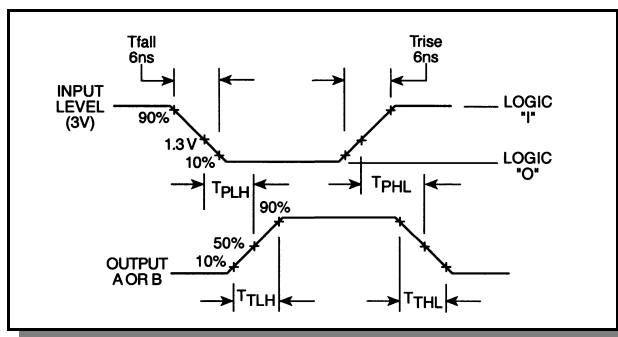 Tfall
6ns
Trise
6ns
INPUT
LEVEL
(3V)
90%
1.3 V
10%
LOGIC
"I"
LOGIC
"O"
TPLH
TPHL
90%
50%
10%
OUTPUT
A OR B
TTLH
TTHL